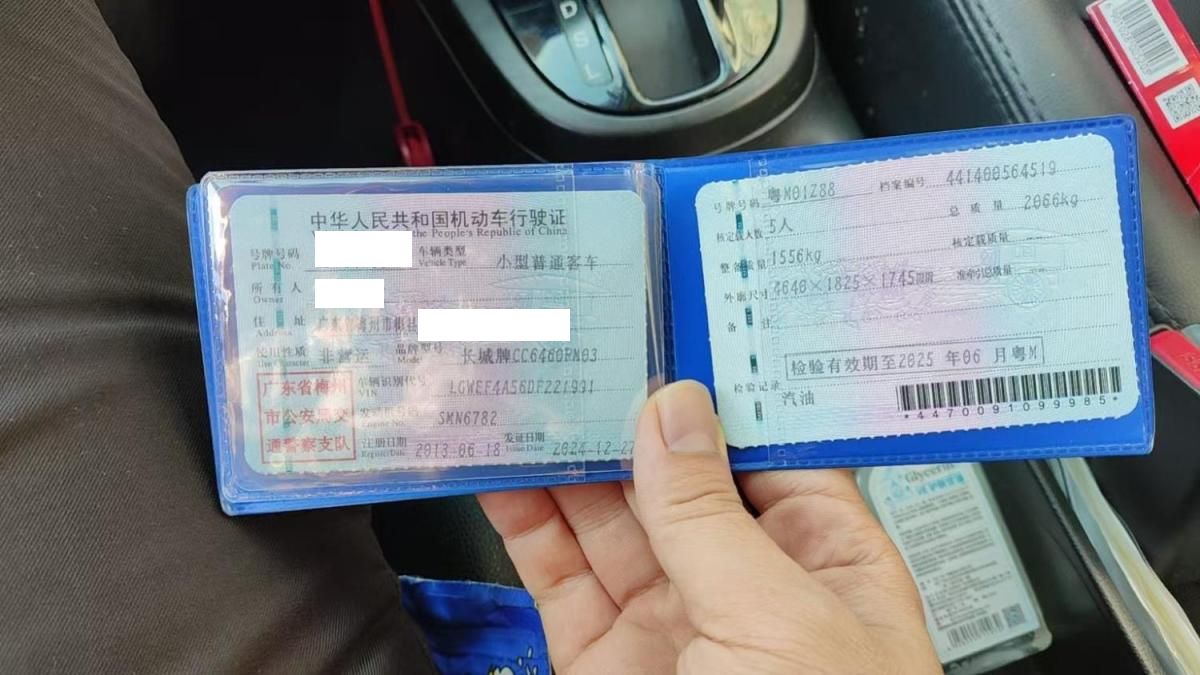 D
S
L
中华人民共和国机动车行驶证
the People's Republic of China
号牌号码
Plate No.
车辆类型
Vehicle Type
小型普通客车
所有人
Owner
住址
Address
广东省梅州市梅县
使用性质
Use Character
非营运
品牌型号
Model
长城牌CC6460RN03
广东省梅州
市公安局交
通警察支队
车辆识别代号
VIN
LGWEF4A56DF221991
发动机号码
Engine No.
SMN6782
注册日期
Register Date
2013-06-18
发证日期
Issue Date
2024-12-27
号牌号码
粤M01Z88
档案编号
441400564519
核定载人数
5人
总质量
2066kg
整备质量
1556kg
核定载质量
外廓尺寸
4640×1825×1745mm
准牵引总质量
备注
检验有效期至2025年06月粤M
检验记录
汽油
*4470091099985*
Glycerin